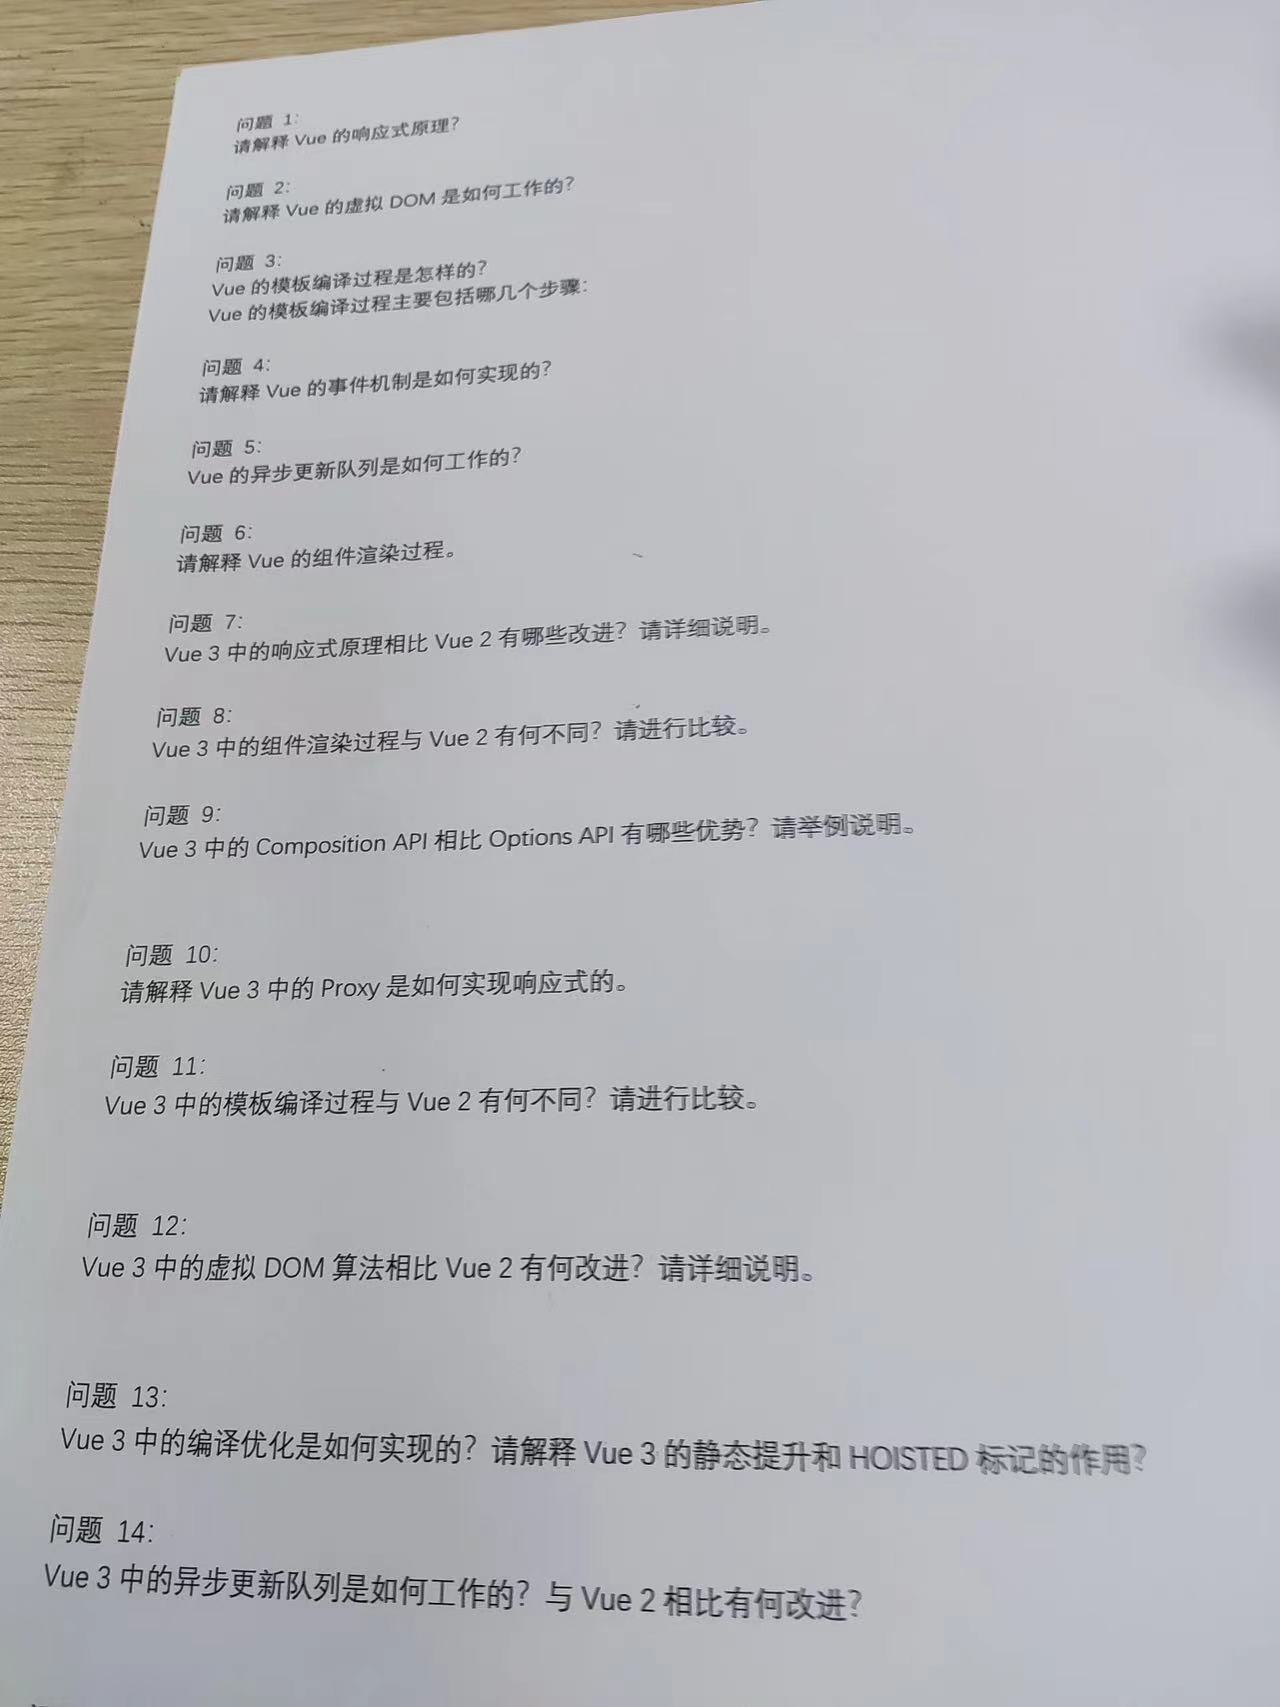 问题 1:
请解释 Vue 的响应式原理?
问题 2:
请解释 Vue 的虚拟 DOM 是如何工作的?
问题 3:
Vue 的模板编译过程是怎样的?
Vue 的模板编译过程主要包括哪几个步骤:
问题 4:
请解释 Vue 的事件机制是如何实现的?
问题 5:
Vue 的异步更新队列是如何工作的?
问题 6:
请解释 Vue 的组件渲染过程。
问题 7:
Vue 3 中的响应式原理相比 Vue 2 有哪些改进? 请详细说明。
问题 8:
Vue 3 中的组件渲染过程与 Vue 2 有何不同? 请进行比较。
问题 9:
Vue 3 中的 Composition API 相比 Options API 有哪些优势? 请举例说明。
问题 10:
请解释 Vue 3 中的 Proxy 是如何实现响应式的。
问题 11:
Vue 3 中的模板编译过程与 Vue 2 有何不同? 请进行比较。
问题 12:
Vue 3 中的虚拟 DOM 算法相比 Vue 2 有何改进? 请详细说明。
问题 13:
Vue 3 中的编译优化是如何实现的? 请解释 Vue 3 的静态提升和 HOISTED 标记的作用?
问题 14:
Vue 3 中的异步更新队列是如何工作的? 与 Vue 2 相比有何改进?